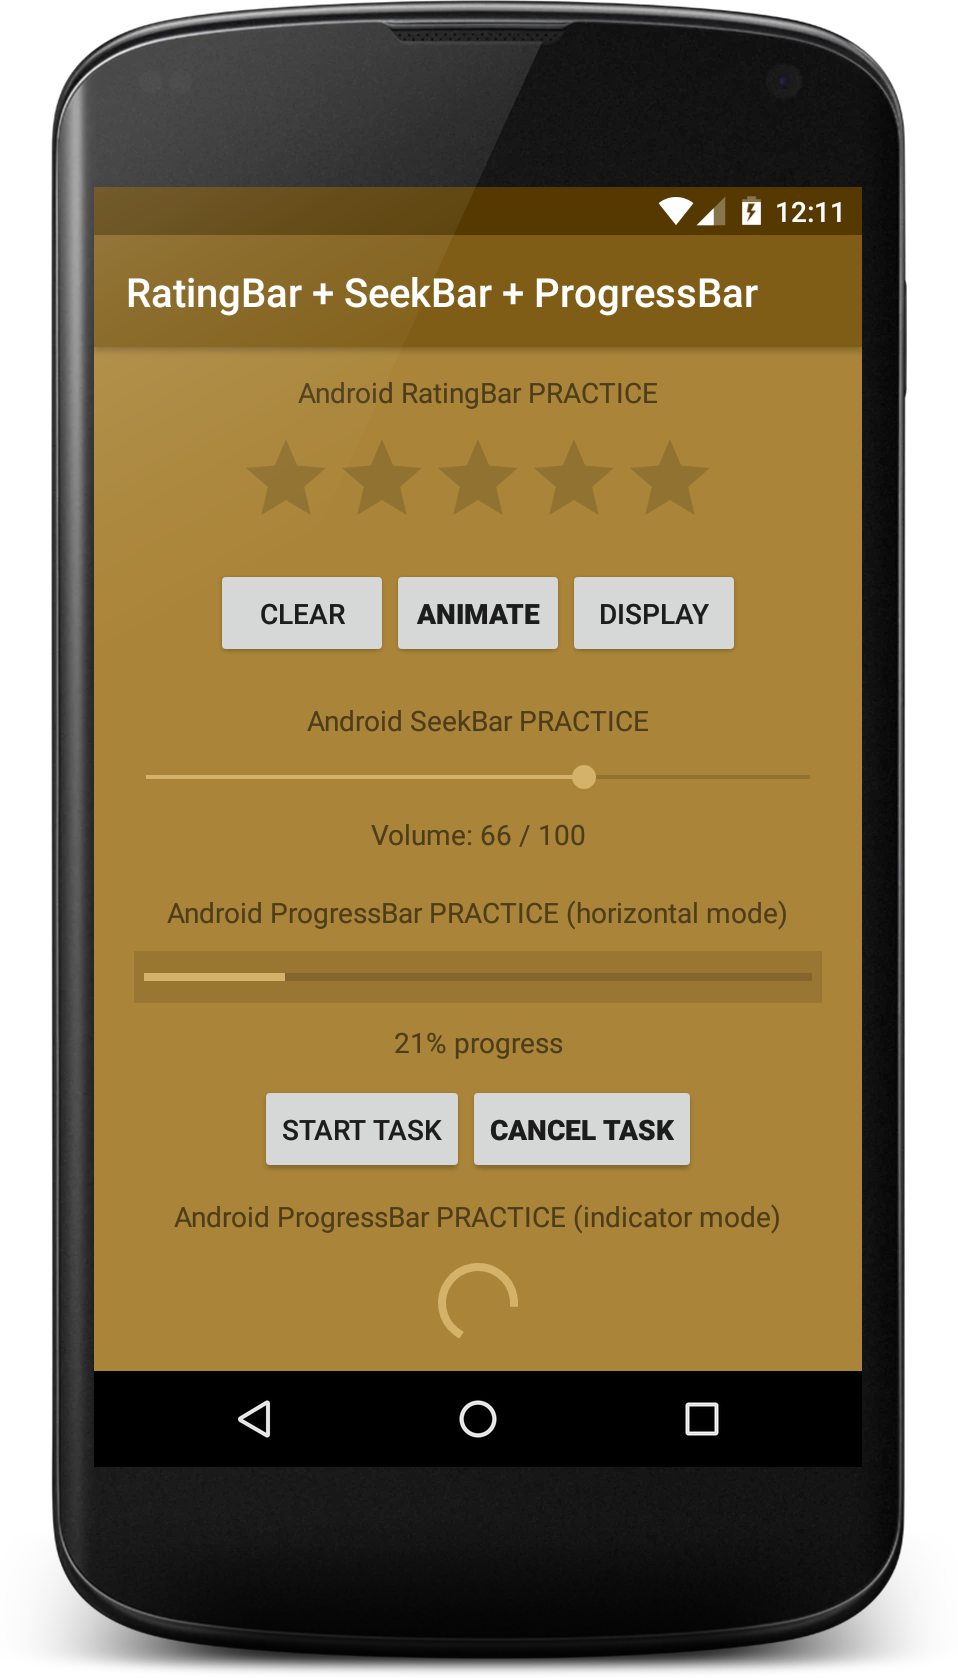 12:11
RatingBar + SeekBar + ProgressBar
Android RatingBar PRACTICE
CLEAR ANIMATE DISPLAY
Android SeekBar PRACTICE
Volume: 66 / 100
Android ProgressBar PRACTICE (horizontal mode)
21% progress
START TASK CANCEL TASK
Android ProgressBar PRACTICE (indicator mode)